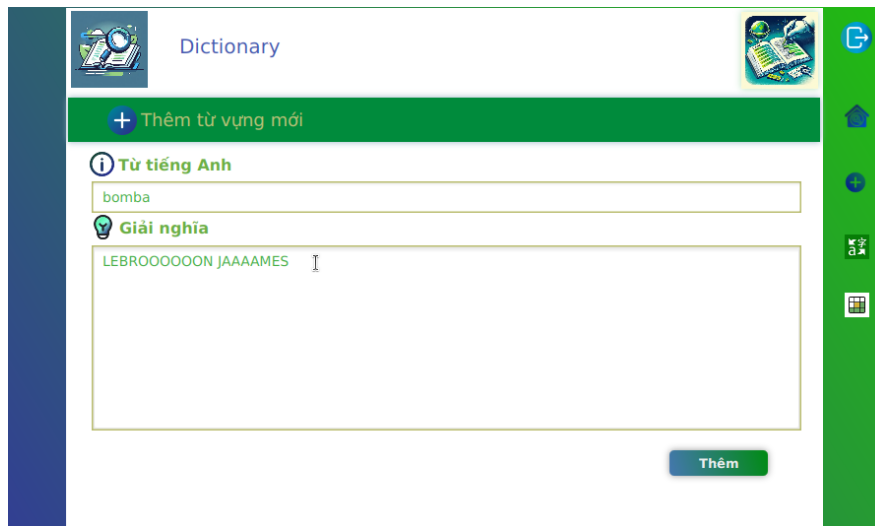 Dictionary
Thêm từ vựng mới
Từ tiếng Anh
bomba
Giải nghĩa
LEBROOOOOON JAAAAMES
Thêm